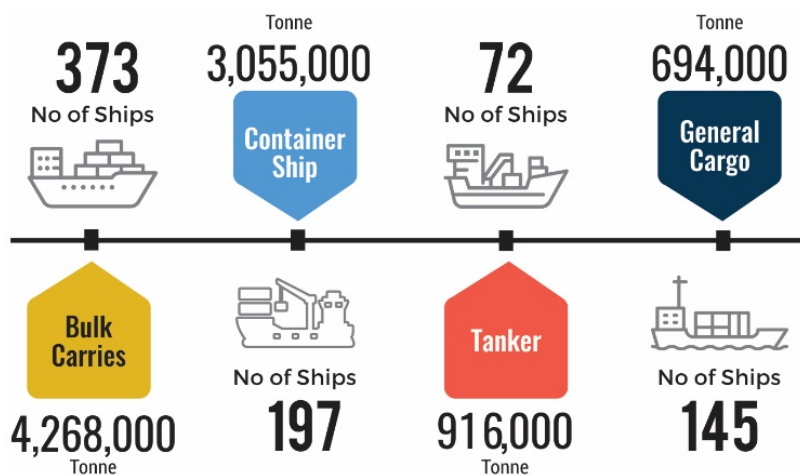 373
No of Ships
Bulk
Carries
4,268,000
Tonne
Tonne
3,055,000
Container
Ship
No of Ships
197
72
No of Ships
Tanker
916,000
Tonne
Tonne
694,000
General
Cargo
No of Ships
145